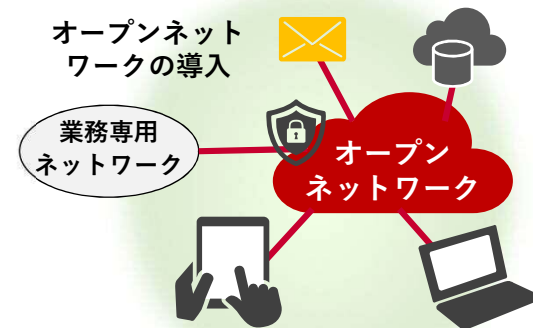 オープンネット
ワークの導入
業務専用
ネットワーク
オープン
ネットワーク